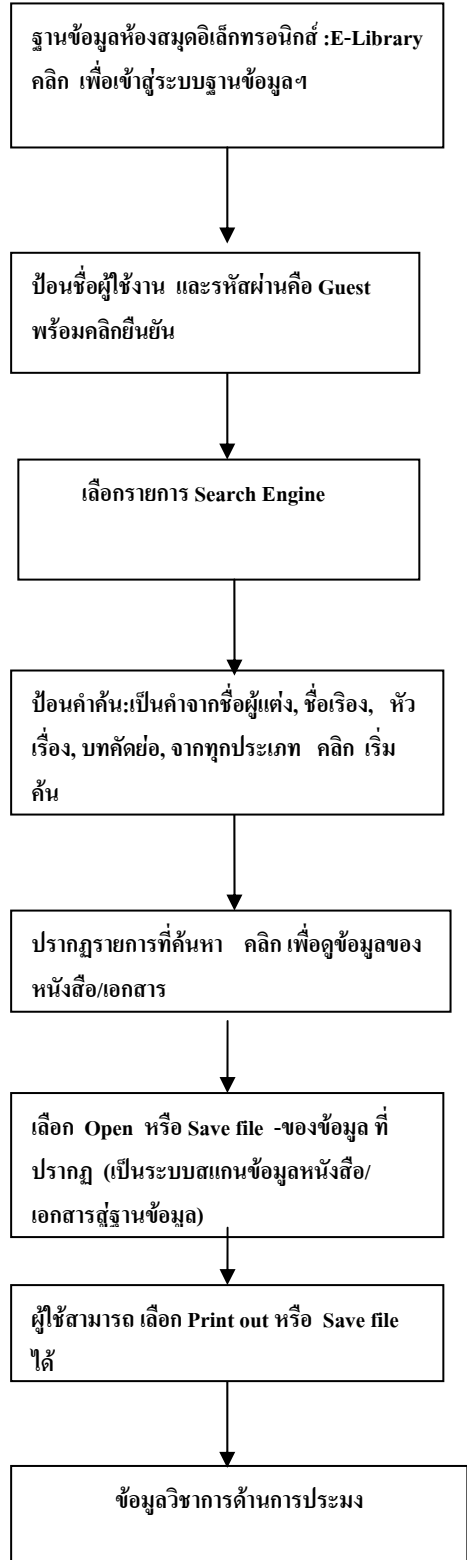 ฐานข้อมูลห้องสมุดอิเล็กทรอนิกส์ :E-Library
คลิก เพื่อเข้าสู่ระบบฐานข้อมูลฯ
ป้อนชื่อผู้ใช้งาน และรหัสผ่านคือ Guest
พร้อมคลิกยืนยัน
เลือกรายการ Search Engine
ป้อนคำค้น:เป็นคำจากชื่อผู้แต่ง, ชื่อเริอง, หัว
เรื่อง, บทคัดย่อ, จากทุกประเภท คลิก เริ่ม
ค้น
ปรากฏรายการที่ค้นหา คลิก เพื่อดูข้อมูลของ
หนังสือ/เอกสาร
เลือก Open หรือ Save file -ของข้อมูล ที่
ปรากฏ (เป็นระบบสแกนข้อมูลหนังสือ/
เอกสารสู่ฐานข้อมูล)
ผู้ใช้สามารถ เลือก Print out หรือ Save file
ได้
ข้อมูลวิชาการด้านการประมง